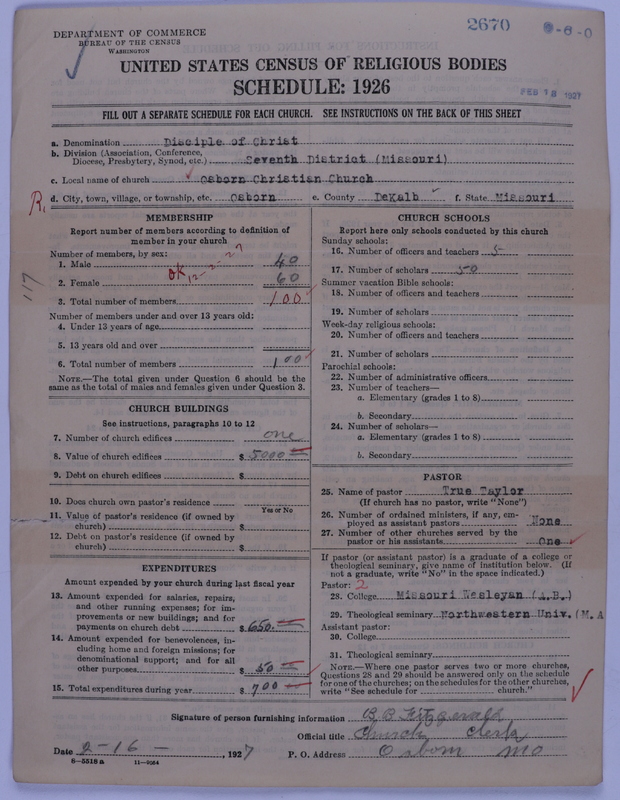 2670
DEPARTMENT OF COMMERCE
BUREAU OF THE CENSUS
WASHINGTON
UNITED STATES CENSUS OF RELIGIOUS BODIES
SCHEDULE: 1926
FEB 18 1927
FILL OUT A SEPARATE SCHEDULE FOR EACH CHURCH. SEE INSTRUCTIONS ON THE BACK OF THIS SHEET
a. Denomination Disciple of Christ
b. Division (Association, Conference,
Diocese, Presbytery, Synod, etc.) Seventh District (Missouri)
c. Local name of church Osborn Christian Church
R. d. City, town, village, or township, etc. Osborn e. County DeKalb f. State Missouri
MEMBERSHIP
Report number of members according to definition of
member in your church
Number of members, by sex:
1. Male 40
2. Female 60
OK 12-2-27
3. Total number of members 100
117
Number of members under and over 13 years old:
4. Under 13 years of age
5. 13 years old and over
6. Total number of members 100
NOTE.—The total given under Question 6 should be the
same as the total of males and females given under Question 3.
CHURCH BUILDINGS
See instructions, paragraphs 10 to 12
7. Number of church edifices one
8. Value of church edifices $ 5000
9. Debt on church edifices $
10. Does church own pastor's residence
Yes or No
11. Value of pastor's residence (if owned by
church) $
12. Debt on pastor's residence (if owned by
church) $
EXPENDITURES
Amount expended by your church during last fiscal year
13. Amount expended for salaries, repairs,
and other running expenses; for im-
provements or new buildings; and for
payments on church debt $ 650.
14. Amount expended for benevolences, in-
cluding home and foreign missions; for
denominational support; and for all
other purposes $ 50
15. Total expenditures during year $ 700
CHURCH SCHOOLS
Report here only schools conducted by this church
Sunday schools:
16. Number of officers and teachers 5
17. Number of scholars 50
Summer vacation Bible schools:
18. Number of officers and teachers
19. Number of scholars
Week-day religious schools:
20. Number of officers and teachers
21. Number of scholars
Parochial schools:
22. Number of administrative officers
23. Number of teachers—
a. Elementary (grades 1 to 8)
b. Secondary
24. Number of scholars—
a. Elementary (grades 1 to 8)
b. Secondary
PASTOR
25. Name of pastor True Taylor
(If church has no pastor, write "None")
26. Number of ordained ministers, if any, em-
ployed as assistant pastors None
27. Number of other churches served by the
pastor or his assistants One
If pastor (or assistant pastor) is a graduate of a college or
theological seminary, give name of institution below. (If
not a graduate, write "No" in the space indicated.)
Pastor: 2
28. College Missouri Wesleyan (A.B.)
29. Theological seminary Northwestern Univ. (M.A
Assistant pastor:
30. College
31. Theological seminary
NOTE.—Where one pastor serves two or more churches,
Questions 28 and 29 should be answered only on the schedule
for one of the churches; on the schedules for the other churches,
write "See schedule for church."
Signature of person furnishing information B B Fitzgerald
Official title Church Clerk
Date 2-16- , 1927 P. O. Address Osborn Mo
8-5518 a 11-9064